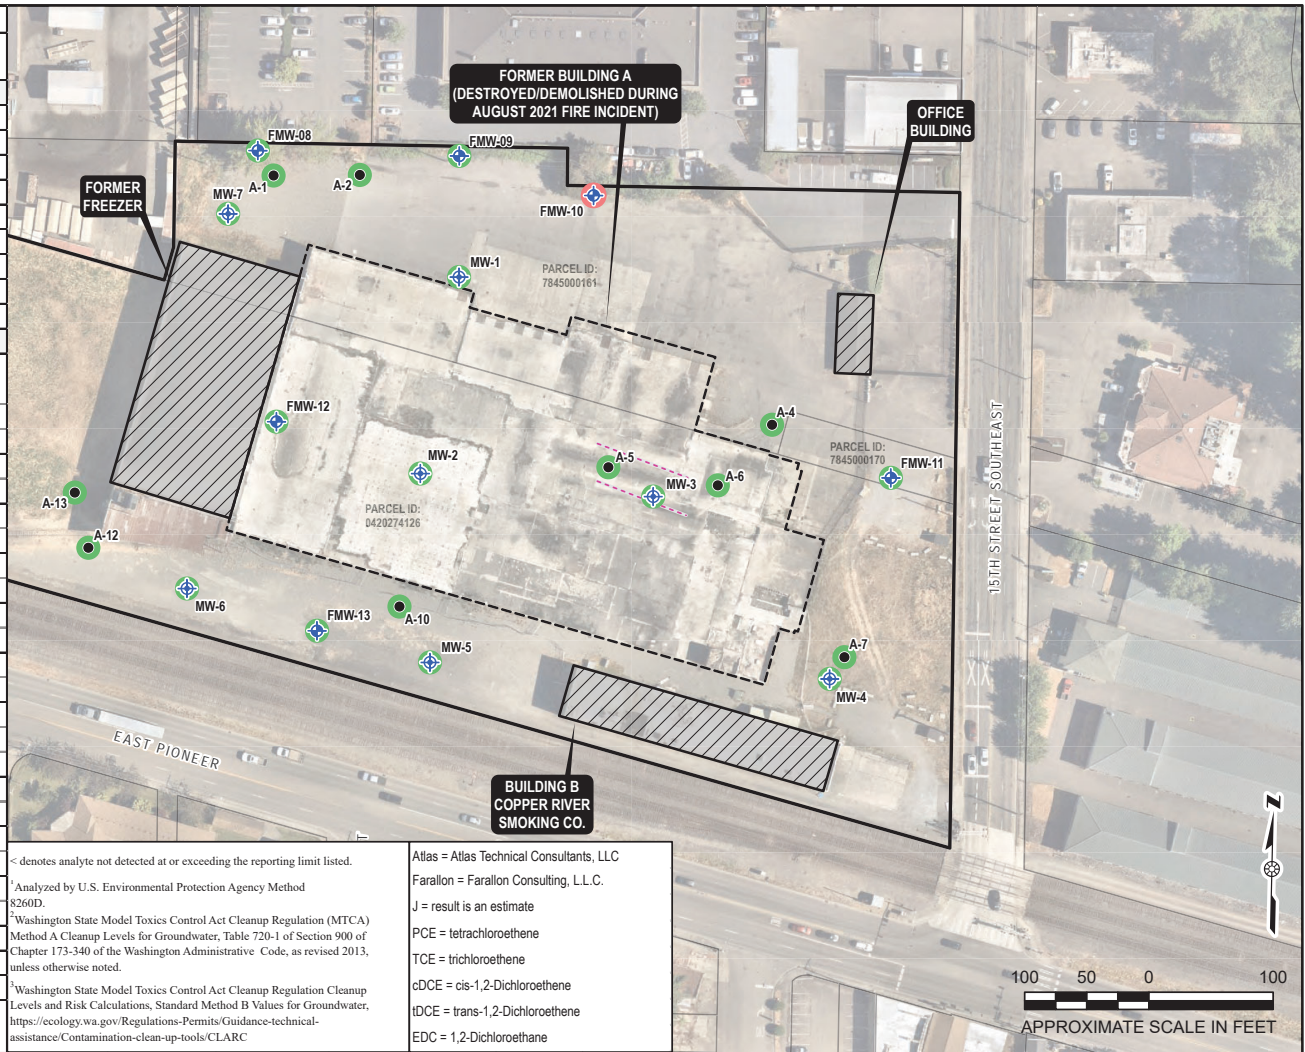 FORMER BUILDING A
(DESTROYED/DEMOLISHED DURING
AUGUST 2021 FIRE INCIDENT)
OFFICE
BUILDING
FMW-08
FMW-09
A-1
A-2
FORMER
FREEZER
MW-7
FMW-10
MW-1
PARCEL ID:
7845000161
FMW-12
A-4
MW-2
A-5
A-6
MW-3
PARCEL ID:
7845000170
FMW-11
15TH STREET SOUTHEAST
A-13
PARCEL ID:
0420274126
A-12
MW-6
FMW-13
A-10
MW-5
A-7
MW-4
EAST PIONEER
BUILDING B
COPPER RIVER
SMOKING CO.
Z
< denotes analyte not detected at or exceeding the reporting limit listed.
1Analyzed by U.S. Environmental Protection Agency Method
8260D.
2Washington State Model Toxics Control Act Cleanup Regulation (MTCA)
Method A Cleanup Levels for Groundwater, Table 720-1 of Section 900 of
Chapter 173-340 of the Washington Administrative Code, as revised 2013,
unless otherwise noted.
3Washington State Model Toxics Control Act Cleanup Regulation Cleanup
Levels and Risk Calculations, Standard Method B Values for Groundwater,
https://ecology.wa.gov/Regulations-Permits/Guidance-technical-
assistance/Contamination-clean-up-tools/CLARC
Atlas = Atlas Technical Consultants, LLC
Farallon = Farallon Consulting, L.L.C.
J = result is an estimate
PCE = tetrachloroethene
TCE = trichloroethene
cDCE = cis-1,2-Dichloroethene
tDCE = trans-1,2-Dichloroethene
EDC = 1,2-Dichloroethane
100 50 0 100
APPROXIMATE SCALE IN FEET